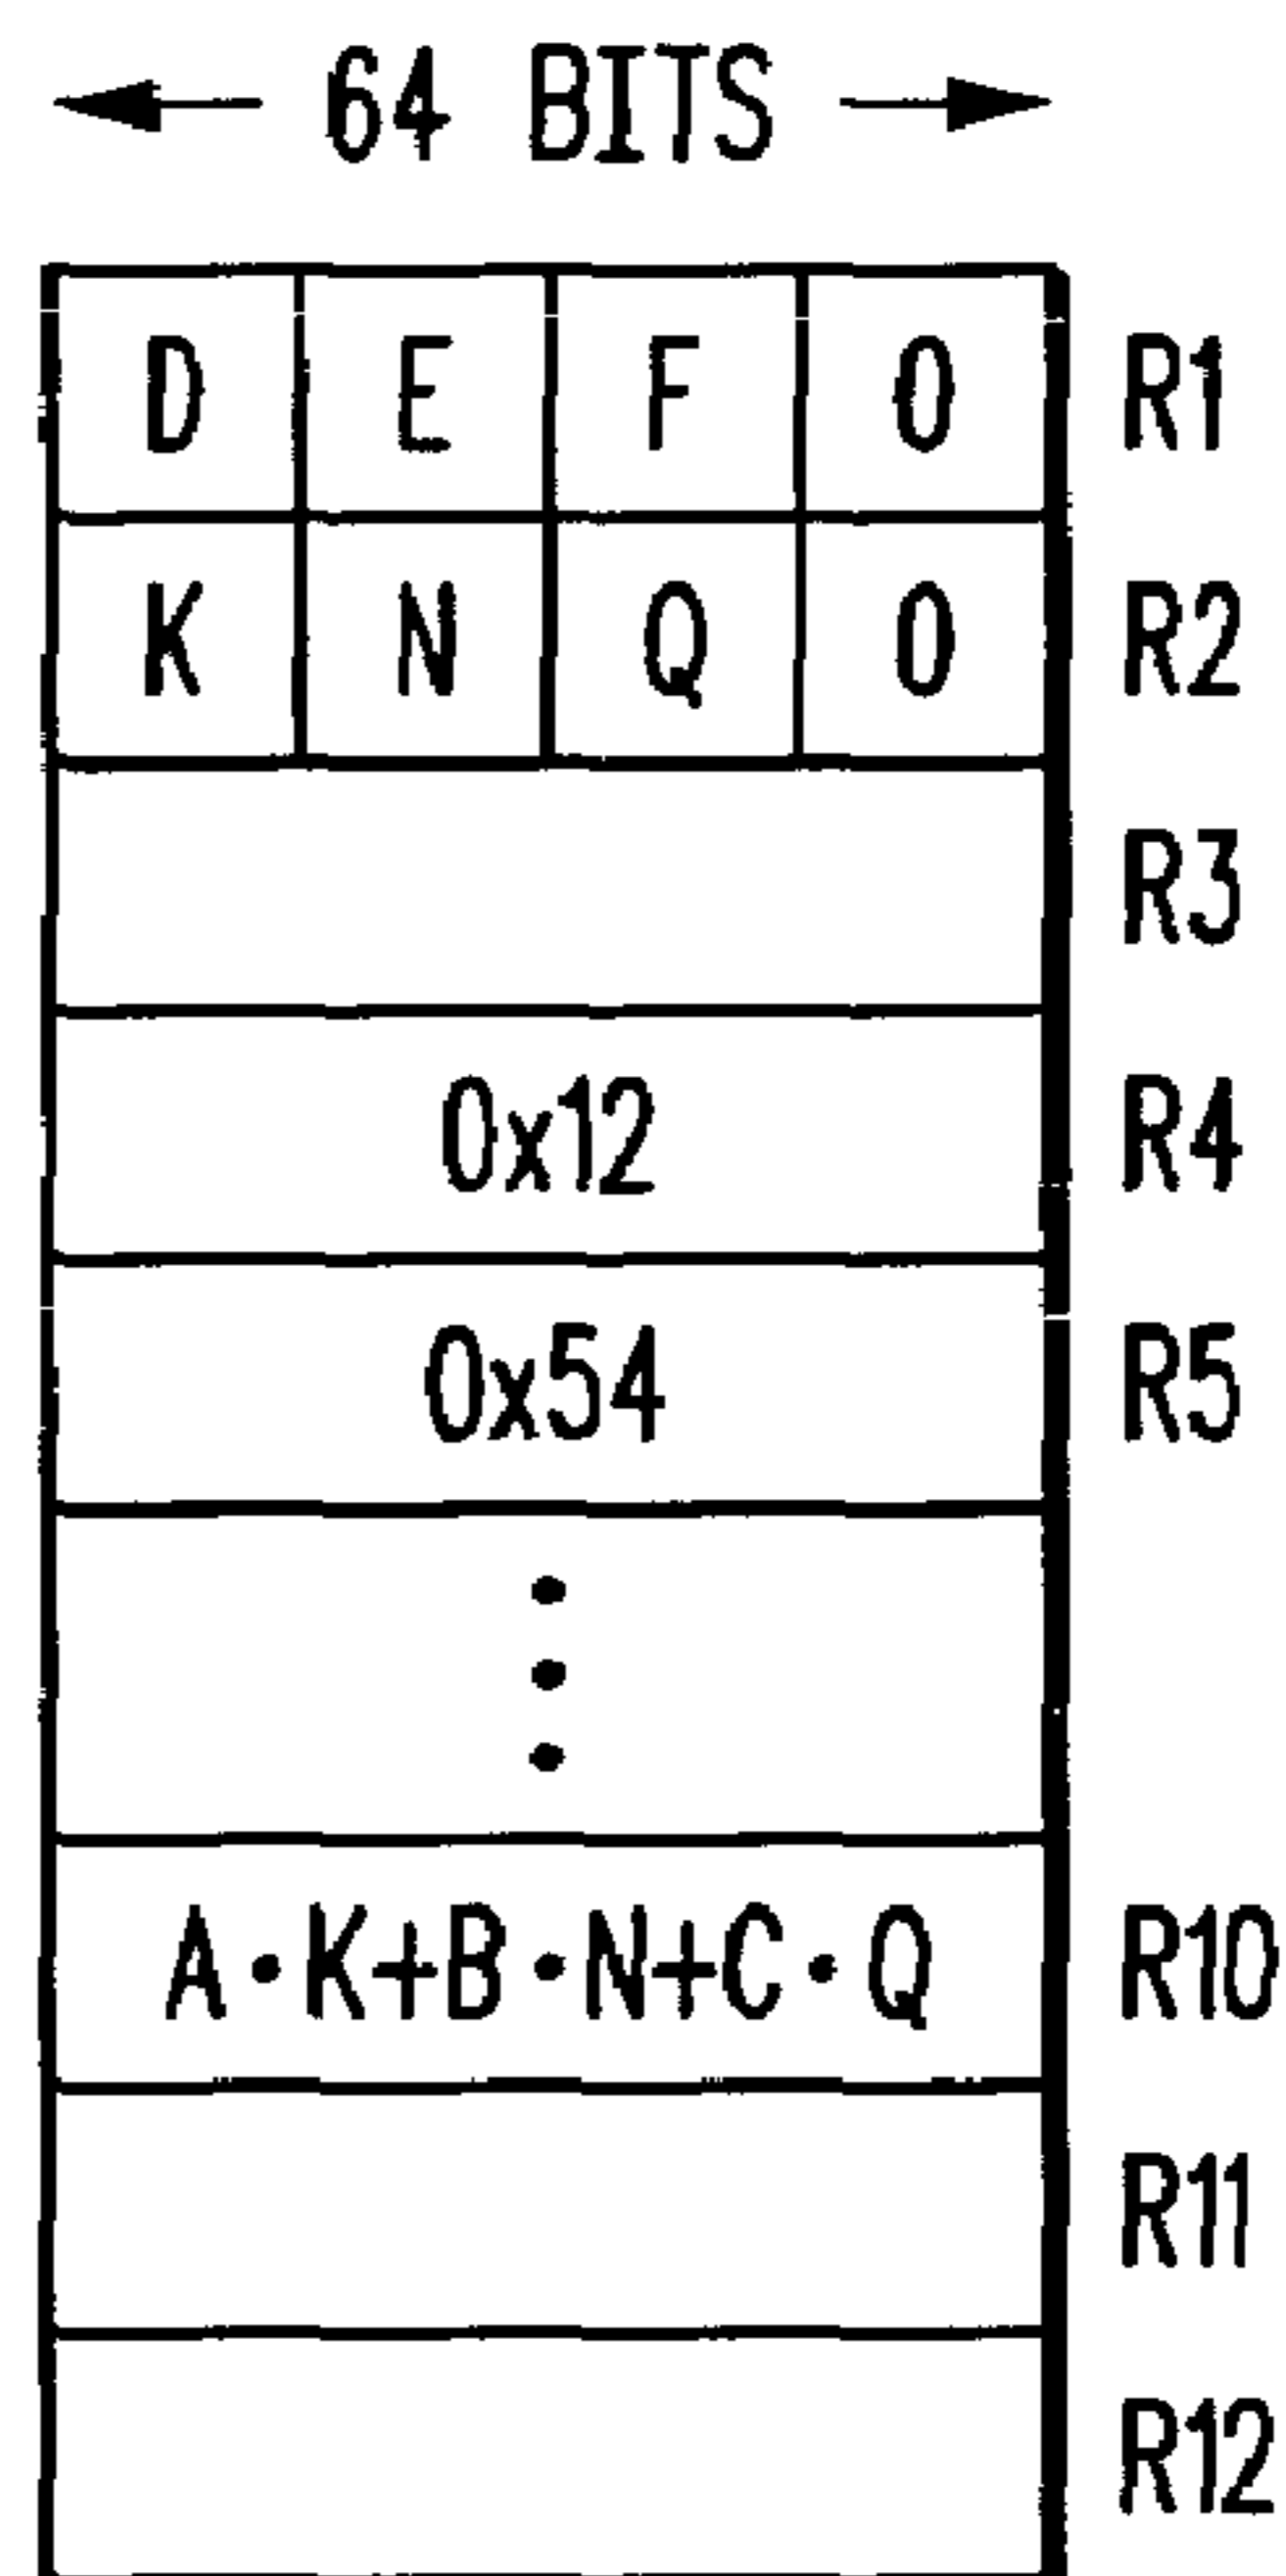 64 BITS
D E F 0 R1
K N Q 0 R2
R3
0x12 R4
0x54 R5
A•K+B•N+C•Q R10
R11
R12